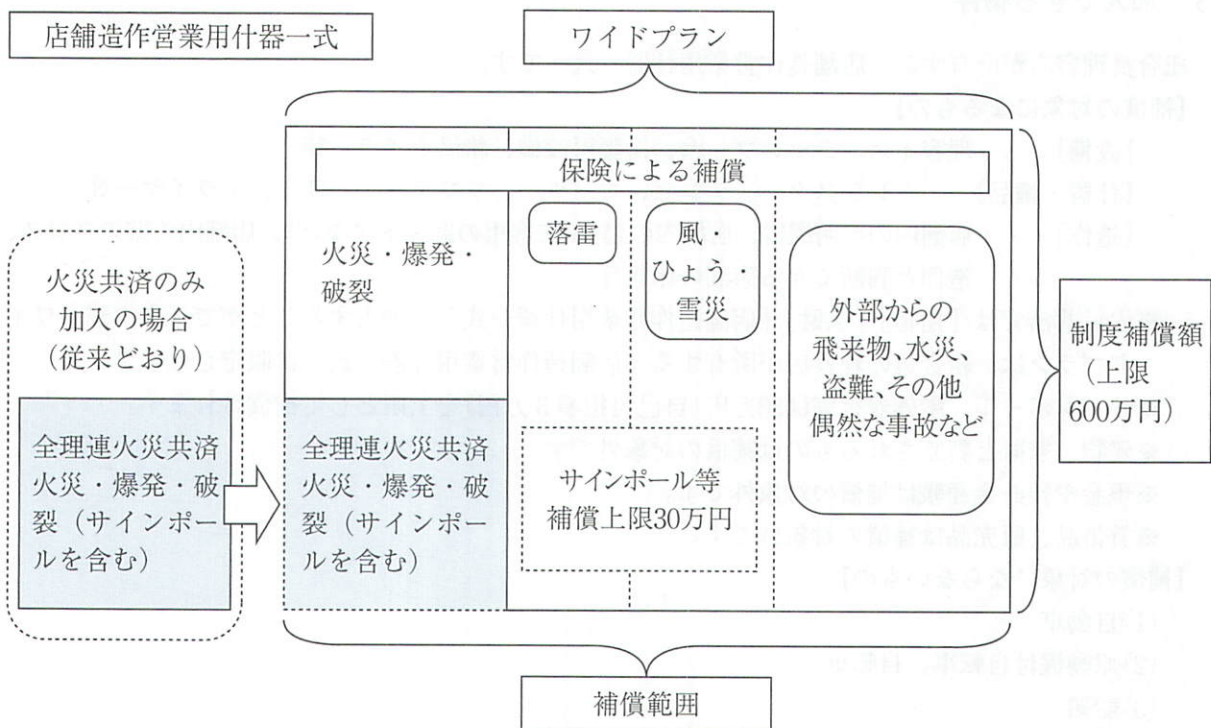 店舗造作営業用什器一式
ワイドプラン
保険による補償
火災共済のみ
加入の場合
（従来どおり）
全理連火災共済
火災・爆発・破
裂（サインポー
ルを含む）
火災・爆発・
破裂
全理連火災共済
火災・爆発・破
裂（サインポー
ルを含む）
落雷
風・
ひょう
雪災
サインポール等
補償上限30万円
外部からの
飛来物、水災、
盗難、その他
偶然な事故など
制度補償額
（上限
600万円）
補償範囲